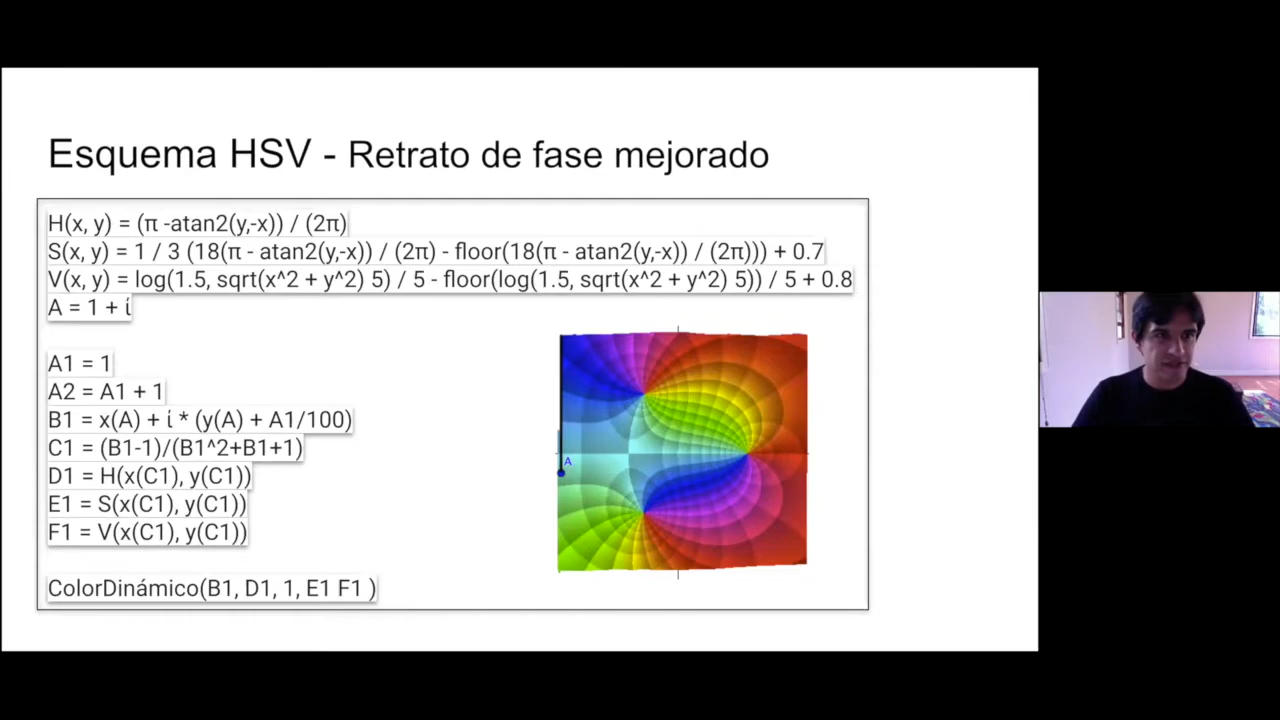 Esquema HSV - Retrato de fase mejorado
H(x, y) = (π -atan2(y,-x)) / (2π)
S(x, y) = 1 / 3 (18(π - atan2(y,-x)) / (2π) - floor(18(π - atan2(y,-x)) / (2π))) + 0.7
V(x, y) = log(1.5, sqrt(x^2 + y^2) 5) / 5 - floor(log(1.5, sqrt(x^2 + y^2) 5)) / 5 + 0.8
A = 1 + ί
A1 = 1
A2 = A1 + 1
B1 = x(A) + ί * (y(A) + A1/100)
C1 = (B1-1)/(B1^2+B1+1)
D1 = H(x(C1), y(C1))
E1 = S(x(C1), y(C1))
F1 = V(x(C1), y(C1))
A
ColorDinámico(B1, D1, 1, E1 F1 )